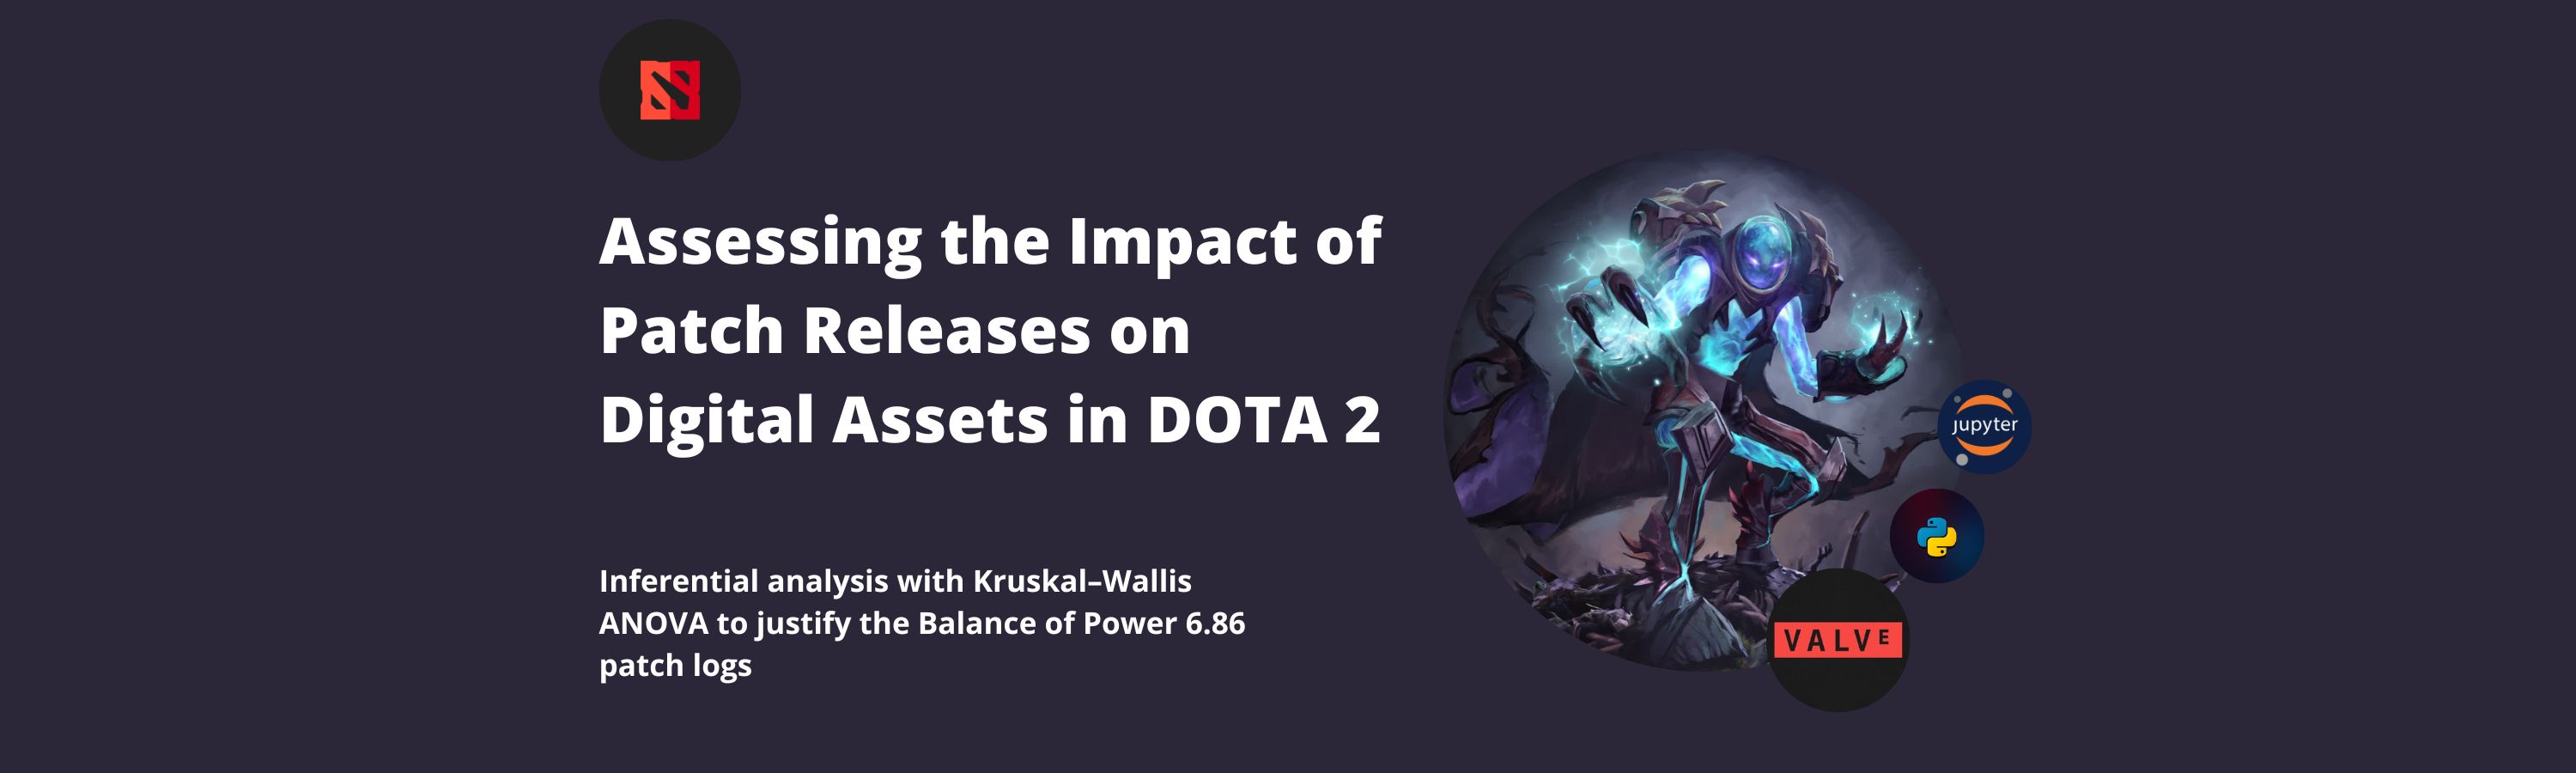 Assessing the Impact of
Patch Releases on
Digital Assets in DOTA 2
Inferential analysis with Kruskal–Wallis
ANOVA to justify the Balance of Power 6.86
patch logs
jupyter
VALVE